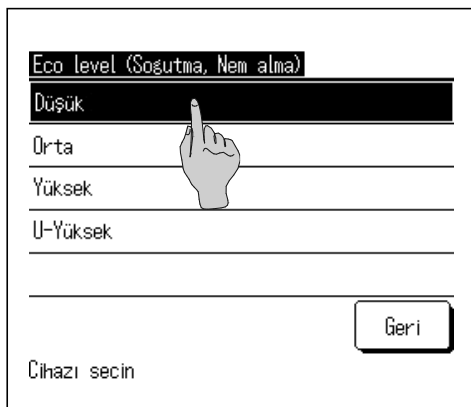 Eco level (Sogutma, Nem alma)
Düşük
Orta
Yüksek
U-Yüksek
Geri
Cihazı secin